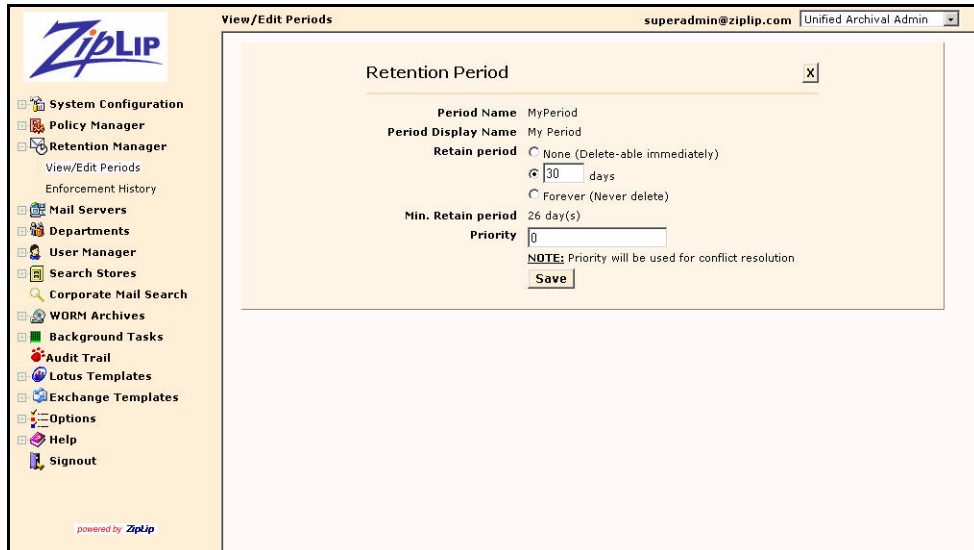 ZipLip
View/Edit Periods
superadmin@ziplip.com
Unified Archival Admin
System Configuration
Policy Manager
Retention Manager
View/Edit Periods
Enforcement History
Mail Servers
Departments
User Manager
Search Stores
Corporate Mail Search
WORM Archives
Background Tasks
Audit Trail
Lotus Templates
Exchange Templates
Options
Help
Signout
powered by ZipLip
Retention Period
X
Period Name MyPeriod
Period Display Name My Period
Retain period None (Delete-able immediately)
30 days
Forever (Never delete)
Min. Retain period 26 day(s)
Priority 0
NOTE: Priority will be used for conflict resolution
Save